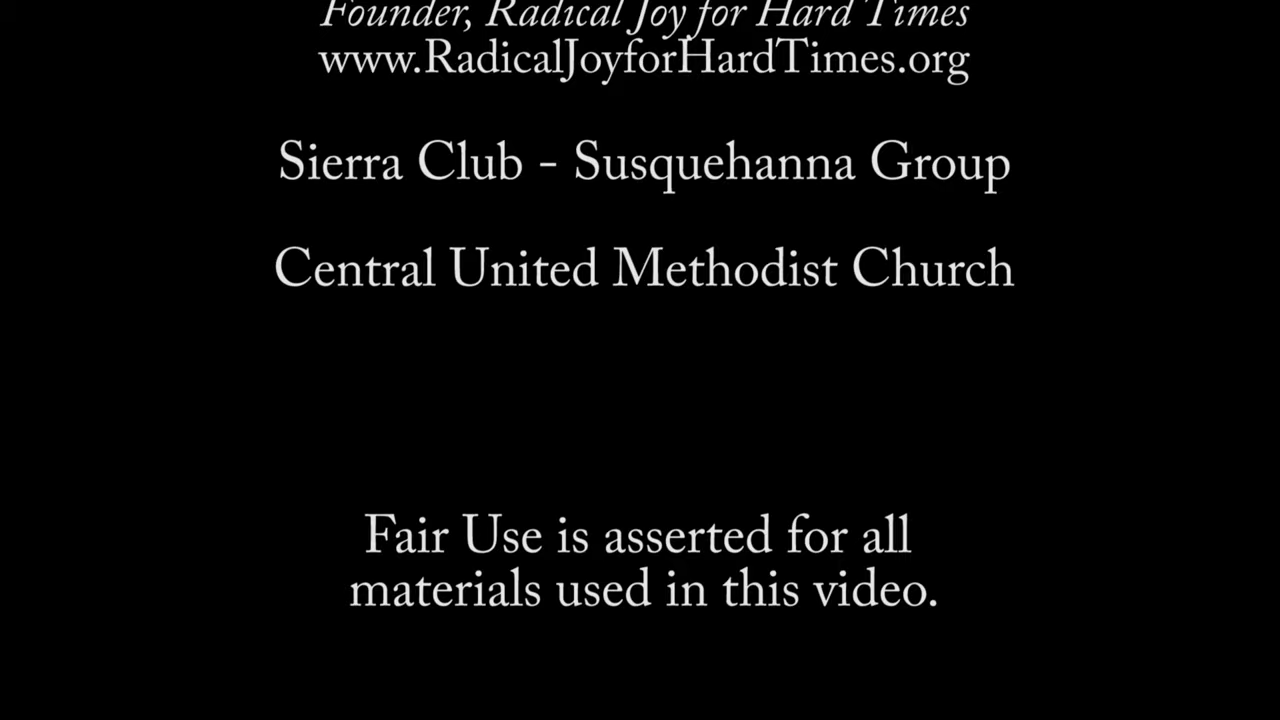 Founder, Radical Joy for Hard Times
www.RadicalJoyforHardTimes.org
Sierra Club - Susquehanna Group
Central United Methodist Church
Fair Use is asserted for all
materials used in this video.